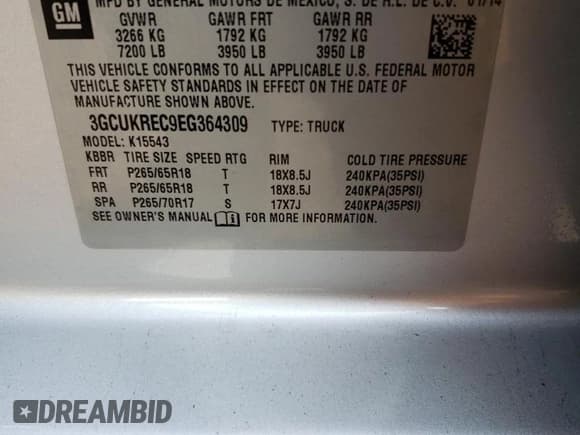 GM
MFD BY GENERAL MOTORS DE MEXICO, S. DE R.L. DE C.V. 01/14
GVWR GAWR FRT GAWR RR
3266 KG 1792 KG 1792 KG
7200 LB 3950 LB 3950 LB
THIS VEHICLE CONFORMS TO ALL APPLICABLE U.S. FEDERAL MOTOR
VEHICLE SAFETY STANDARDS IN EFFECT ON THE DATE OF
MANUFACTURE SHOWN ABOVE.
3GCUKREC9EG364309 TYPE: TRUCK
MODEL: K15543
KBBR TIRE SIZE SPEED RTG RIM COLD TIRE PRESSURE
FRT P265/65R18 T 18X8.5J 240KPA(35PSI)
RR P265/65R18 T 18X8.5J 240KPA(35PSI)
SPA P265/70R17 S 17X7J 240KPA(35PSI)
SEE OWNER'S MANUAL FOR MORE INFORMATION.
DREAMBID